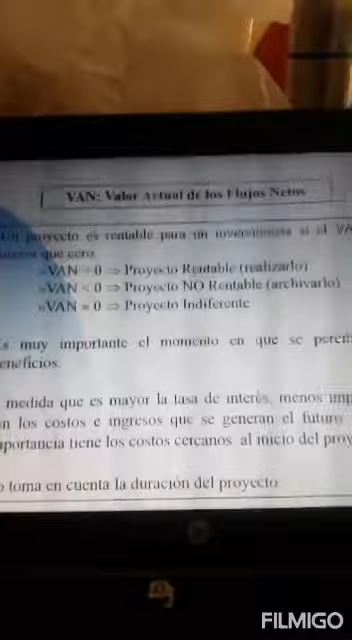 VAN: Valor Actual de los Flujos Netos
proyecto es rentable para un inversionista si el VA
que cero
VAN > 0 ⇒ Proyecto Rentable (realizarlo)
VAN < 0 ⇒ Proyecto NO Rentable (archivarlo)
VAN = 0 ⇒ Proyecto Indiferente
s muy importante el momento en que se perci
eneficios.
medida que es mayor la tasa de interés, menos imp
n los costos e ingresos que se generan el futuro
portancia tiene los costos cercanos al inicio del proy
o toma en cuenta la duración del proyecto
FILMIGO